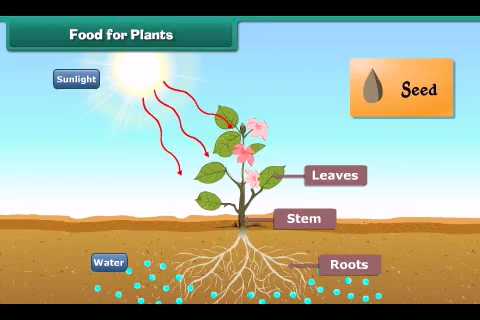 Food for Plants
Sunlight
Seed
Leaves
Stem
Water
Roots